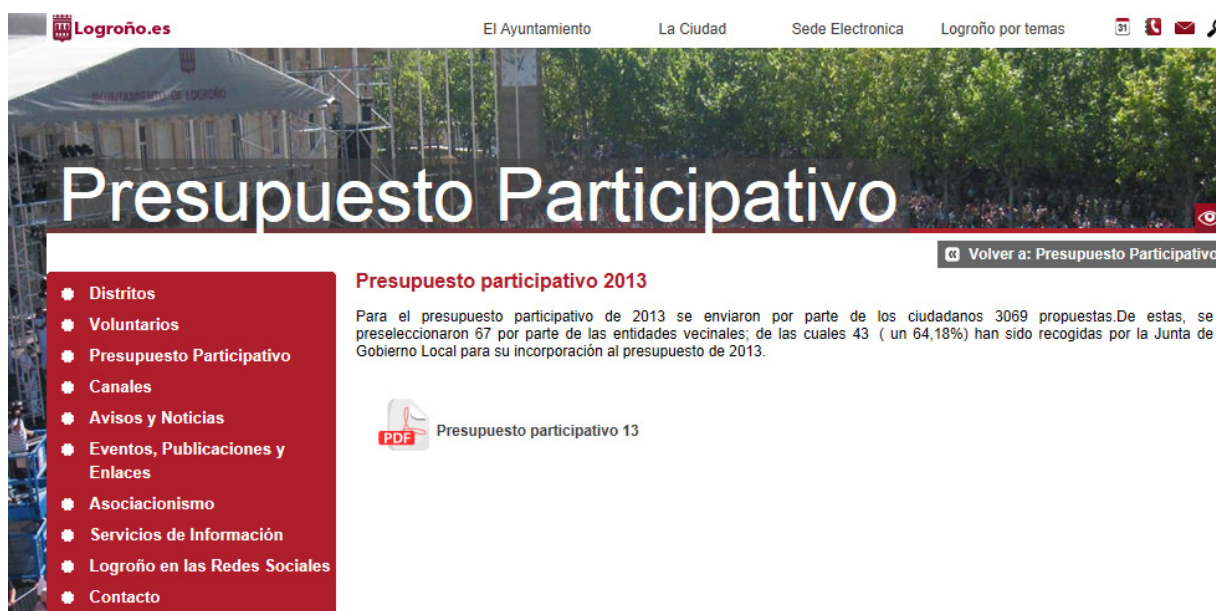 Logroño.es
El Ayuntamiento
La Ciudad
Sede Electronica
Logroño por temas
31
AYUNTAMIENTO DE LOGROÑO
Presupuesto Participativo
Volver a: Presupuesto Participativo
Distritos
Voluntarios
Presupuesto Participativo
Canales
Avisos y Noticias
Eventos, Publicaciones y
Enlaces
Asociacionismo
Servicios de Información
Logroño en las Redes Sociales
Contacto
Presupuesto participativo 2013
Para el presupuesto participativo de 2013 se enviaron por parte de los ciudadanos 3069 propuestas.De estas, se
preseleccionaron 67 por parte de las entidades vecinales; de las cuales 43 ( un 64,18%) han sido recogidas por la Junta de
Gobierno Local para su incorporación al presupuesto de 2013.
PDF
Presupuesto participativo 13